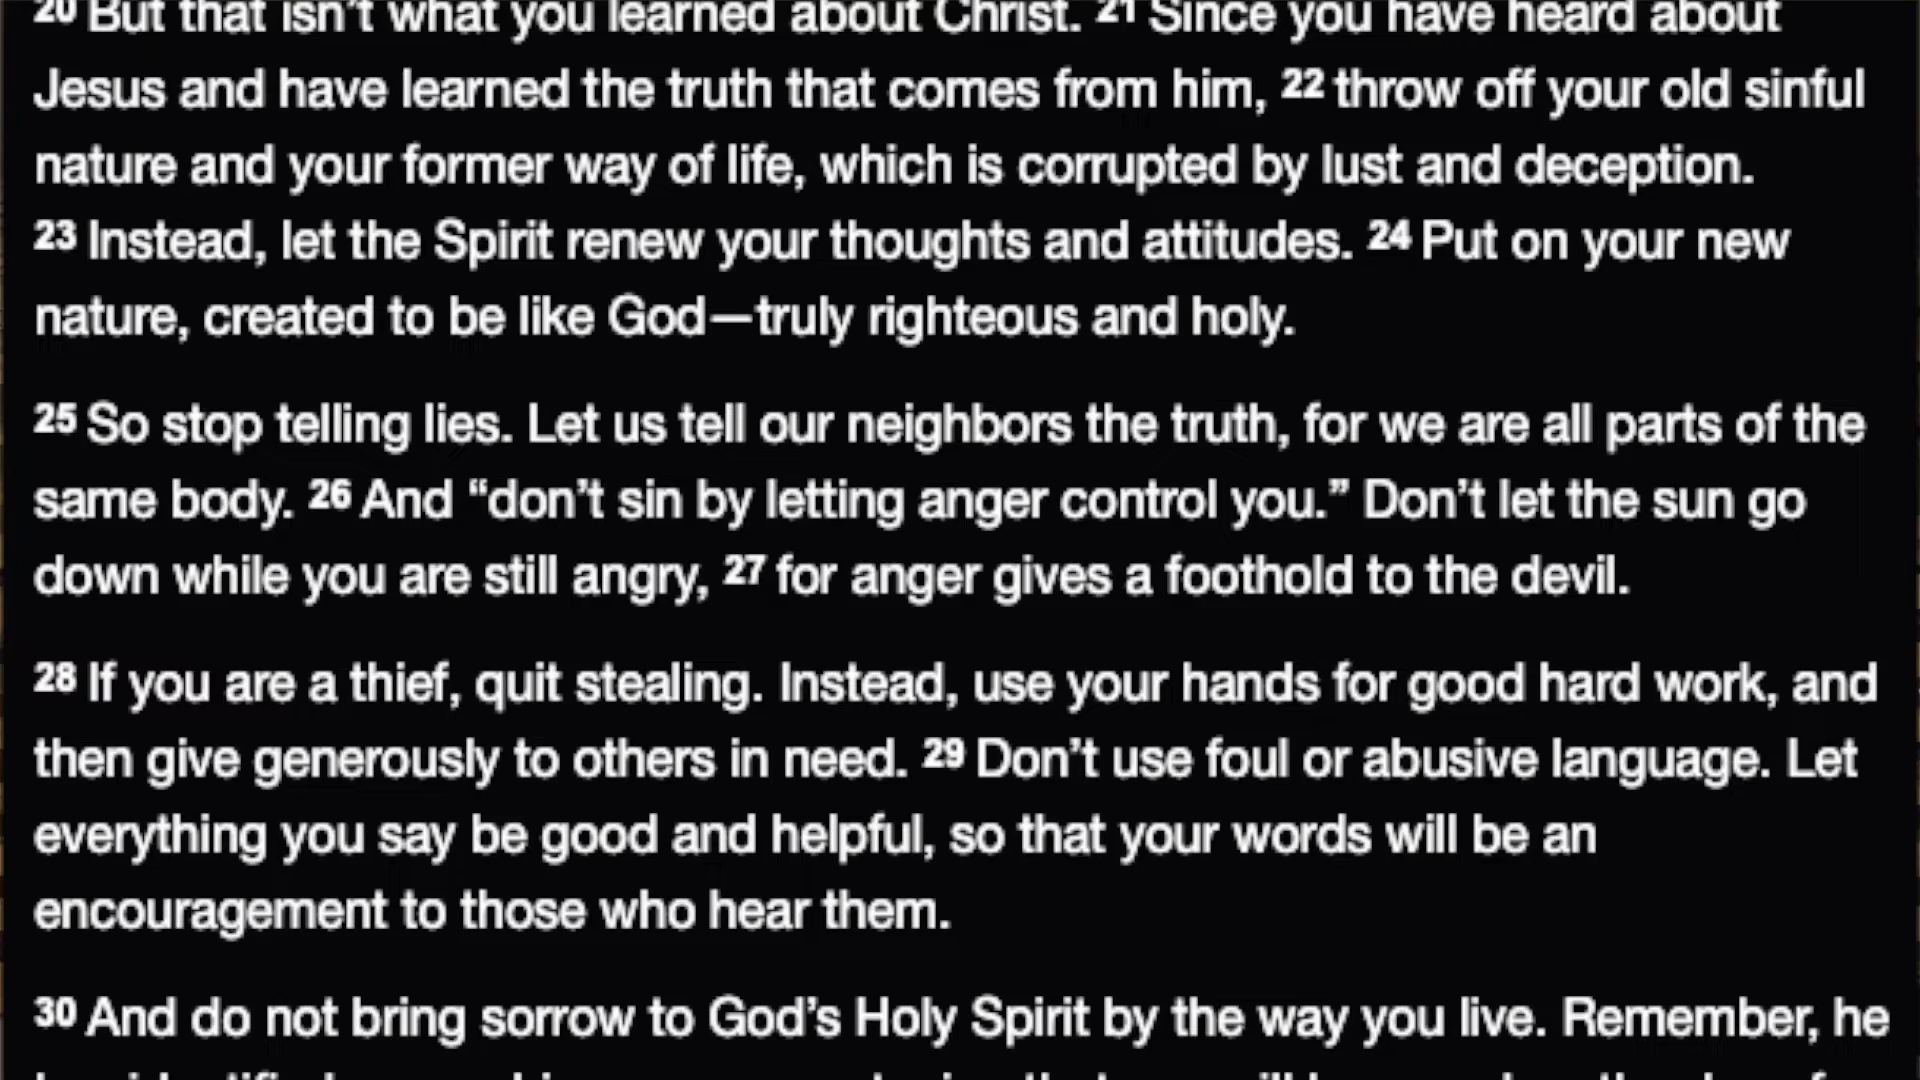 20 But that isn’t what you learned about Christ. 21 Since you have heard about
Jesus and have learned the truth that comes from him, 22 throw off your old sinful
nature and your former way of life, which is corrupted by lust and deception.
23 Instead, let the Spirit renew your thoughts and attitudes. 24 Put on your new
nature, created to be like God—truly righteous and holy.
25 So stop telling lies. Let us tell our neighbors the truth, for we are all parts of the
same body. 26 And “don’t sin by letting anger control you.” Don’t let the sun go
down while you are still angry, 27 for anger gives a foothold to the devil.
28 If you are a thief, quit stealing. Instead, use your hands for good hard work, and
then give generously to others in need. 29 Don’t use foul or abusive language. Let
everything you say be good and helpful, so that your words will be an
encouragement to those who hear them.
30 And do not bring sorrow to God’s Holy Spirit by the way you live. Remember, he